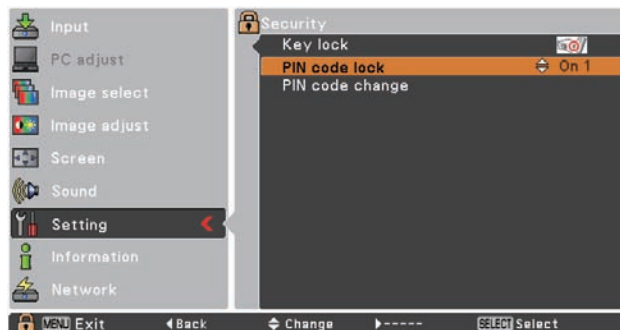 Input
PC adjust
Image select
Image adjust
Screen
Sound
Setting
Information
Network
Security
Key lock
PIN code lock On 1
PIN code change
MENU Exit Back Change ----- SELECT Select